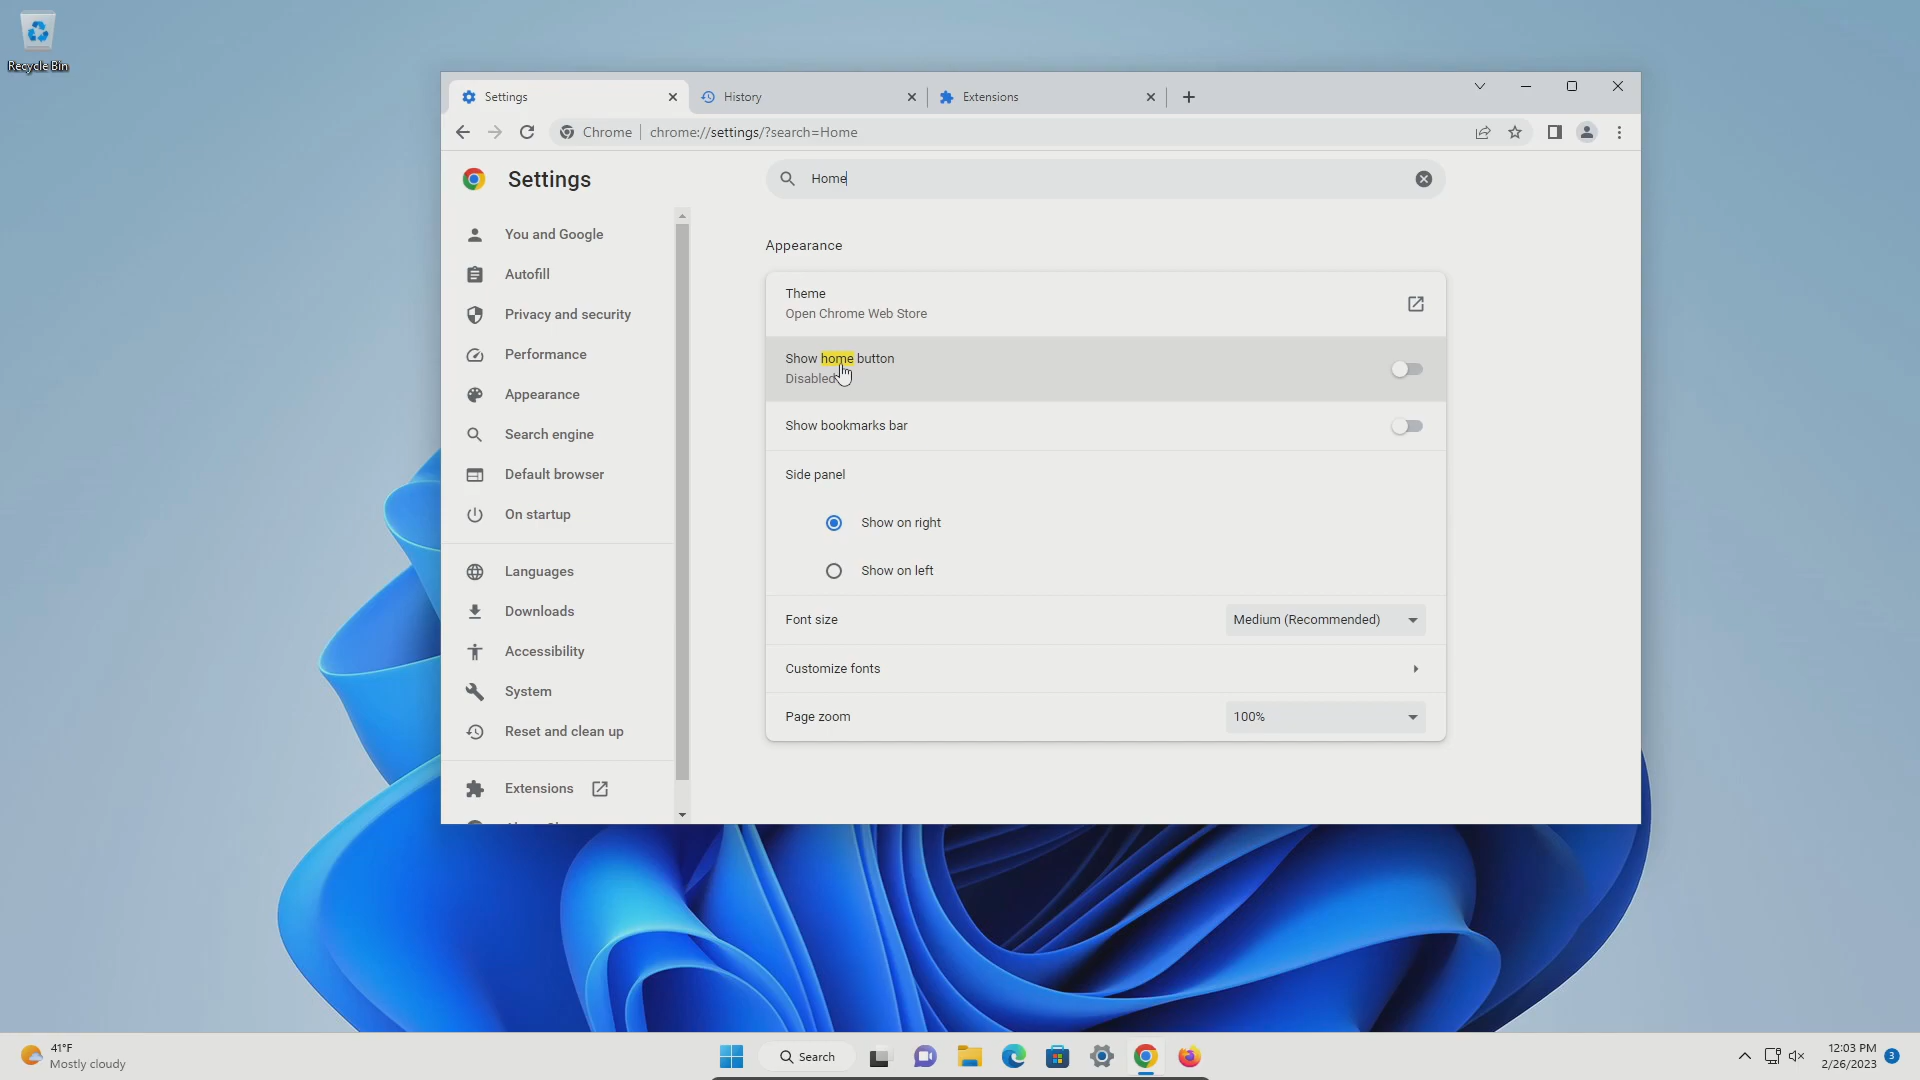 Recycle Bin
Settings
History
Extensions
Chrome
chrome://settings/?search=Home
Settings
Home
You and Google
Autofill
Privacy and security
Performance
Appearance
Search engine
Default browser
On startup
Languages
Downloads
Accessibility
System
Reset and clean up
Extensions
Appearance
Theme
Open Chrome Web Store
Show home button
Disabled
Show bookmarks bar
Side panel
Show on right
Show on left
Font size
Medium (Recommended)
Customize fonts
Page zoom
100%
41°F
Mostly cloudy
Search
12:03 PM
2/26/2023
3